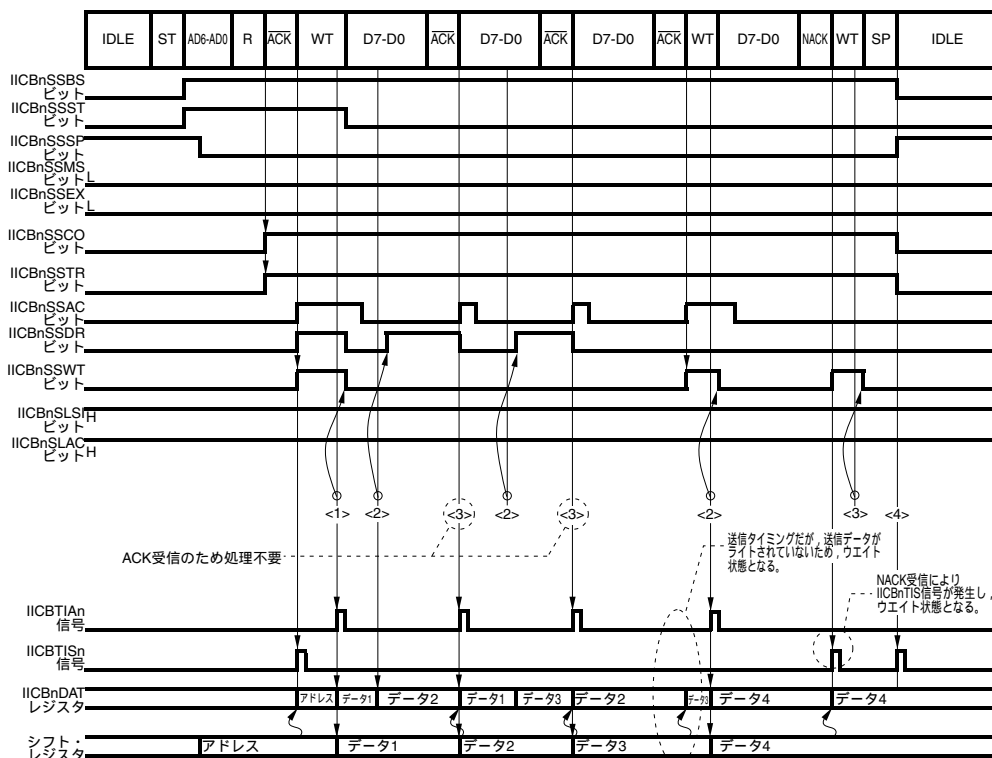 IDLE ST AD6-AD0 R ACK WT D7-D0 ACK D7-D0 ACK D7-D0 ACK WT D7-D0 NACK WT SP IDLE
IICBnSSBS
ビット
IICBnSSST
ビット
IICBnSSSP
ビット
IICBnSSMS
ビット L
IICBnSSEX
ビット L
IICBnSSCO
ビット
IICBnSSTR
ビット
IICBnSSAC
ビット
IICBnSSDR
ビット
IICBnSSWT
ビット
IICBnSLSI H
ビット
IICBnSLAC H
ビット
<1> <2> <3> <2> <3> <2> <3> <4>
ACK受信のため処理不要
送信タイミングだが，送信データが
ライトされていないため，ウエイト
状態となる。
NACK受信により
IICBnTIS信号が発生し，
ウエイト状態となる。
IICBTIAn
信号
IICBTISn
信号
IICBnDAT
レジスタ
アドレス データ1 データ2 データ1 データ3 データ2 データ3 データ4 データ4
シフト・
レジスタ
アドレス データ1 データ2 データ3 データ4